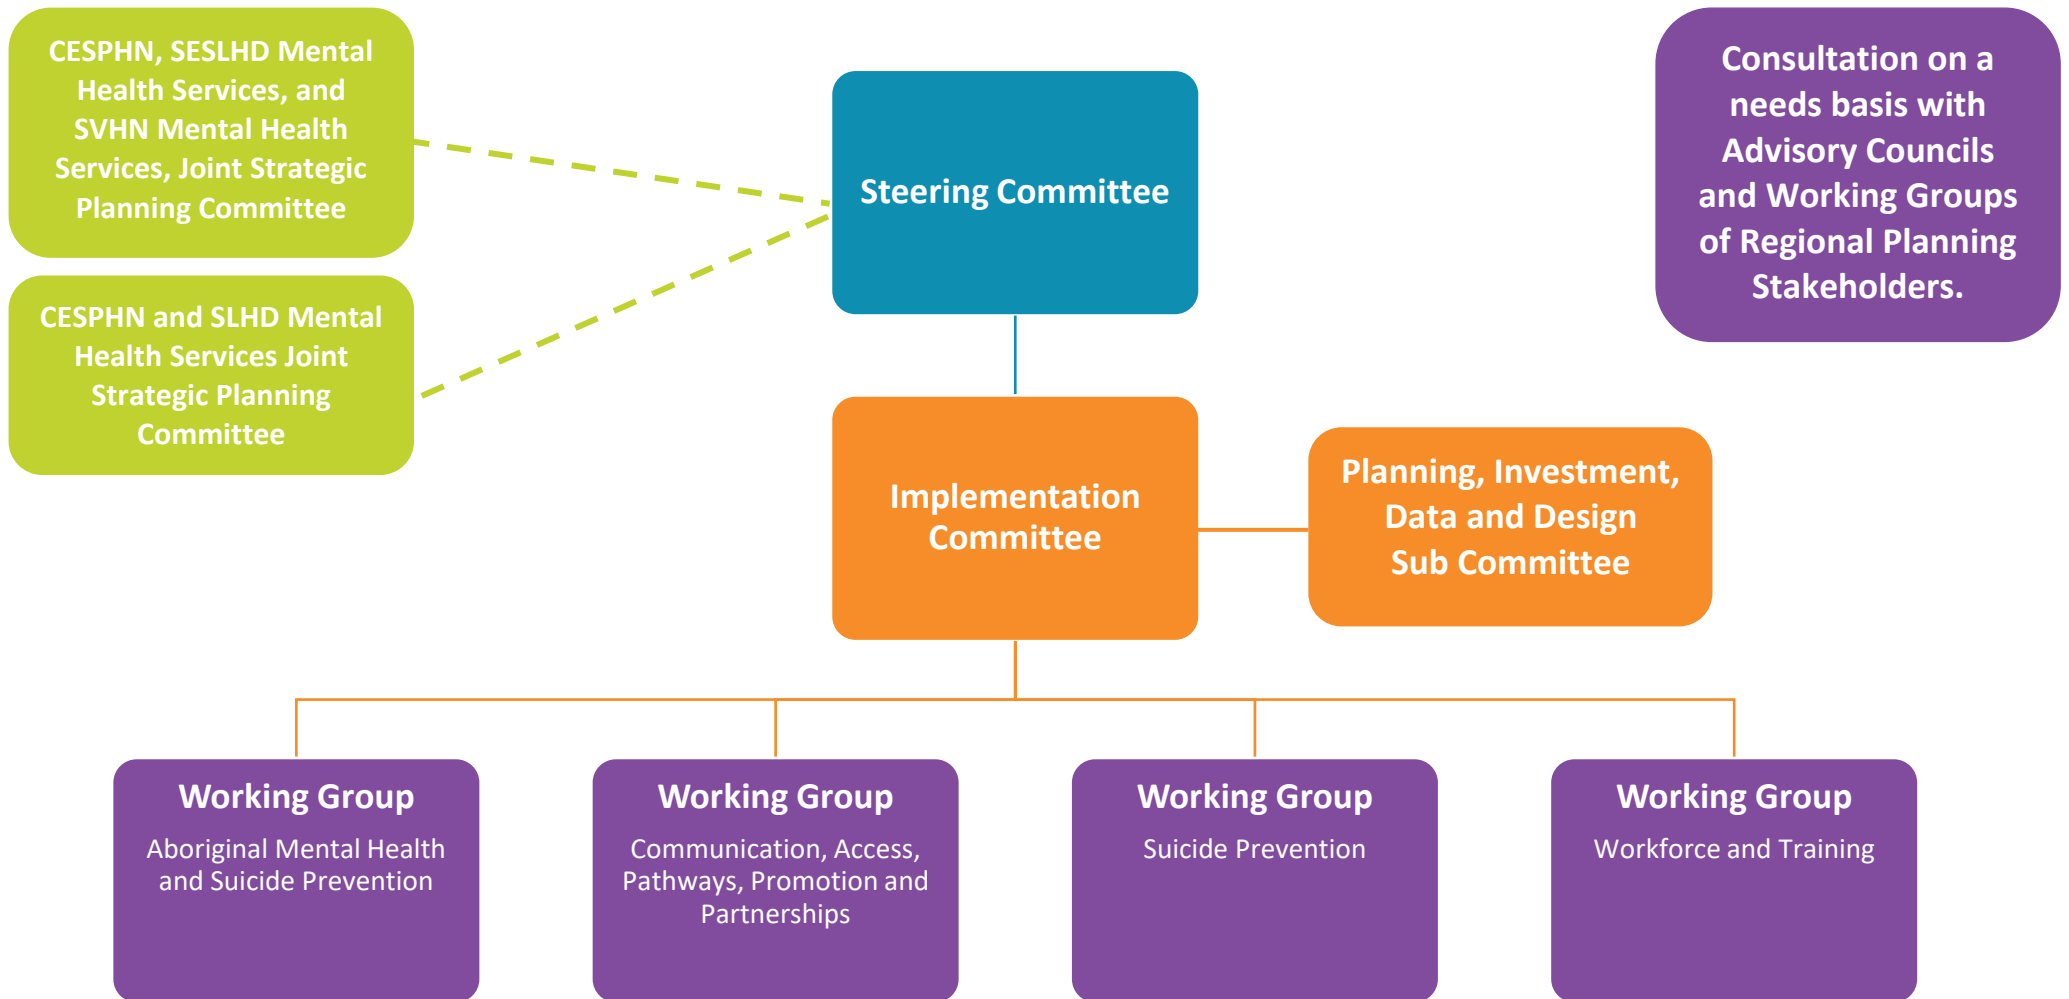 CESPHN, SESLHD Mental
Health Services, and
SVHN Mental Health
Services, Joint Strategic
Planning Committee
CESPHN and SLHD Mental
Health Services Joint
Strategic Planning
Committee
Steering Committee
Consultation on a
needs basis with
Advisory Councils
and Working Groups
of Regional Planning
Stakeholders.
Implementation
Committee
Planning, Investment,
Data and Design
Sub Committee
Working Group
Aboriginal Mental Health
and Suicide Prevention
Working Group
Communication, Access,
Pathways, Promotion and
Partnerships
Working Group
Suicide Prevention
Working Group
Workforce and Training